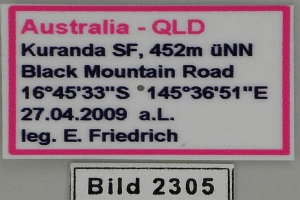 Australia - QLD
Kuranda SF, 452m üNN
Black Mountain Road
16°45'33"S 145°36'51"E
27.04.2009 a.L.
leg. E. Friedrich
Bild 2305